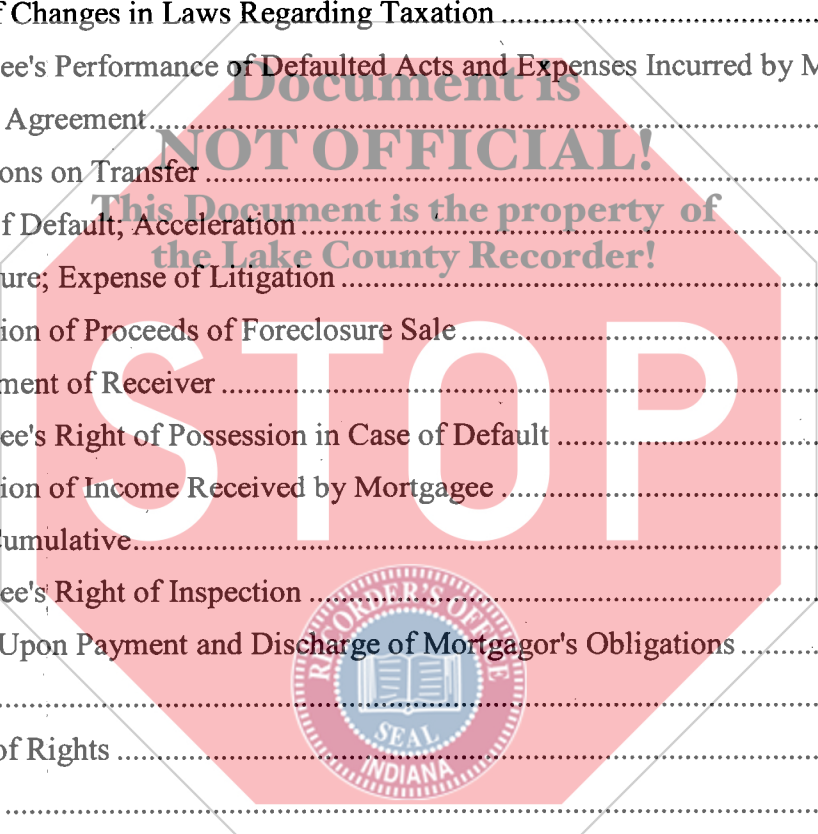 f Changes in Laws Regarding Taxation
ee's Performance of Defaulted Acts and Expenses Incurred by M
Document is
Agreement
NOT OFFICIAL!
ons on Transfer
This Document is the property of
f Default; Acceleration
the Lake County Recorder!
ure; Expense of Litigation
ion of Proceeds of Foreclosure Sale
STOP
ment of Receiver
ee's Right of Possession in Case of Default
ion of Income Received by Mortgagee
Cumulative
ee's Right of Inspection
RECORDER'S OFFICE
Upon Payment and Discharge of Mortgagor's Obligations
SEAL
of Rights
INDIANA